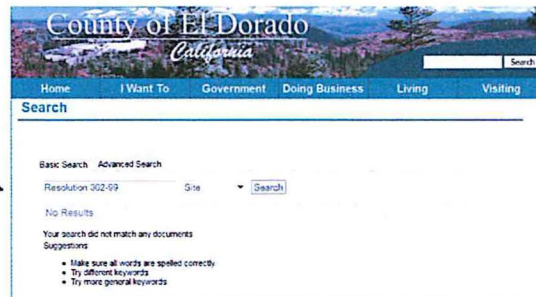 County of El Dorado
California
Search
Home I Want To Government Doing Business Living Visiting
Search
Basic Search Advanced Search
Resolution 302-99 Site Search
No Results
Your search did not match any documents
Suggestions
Make sure all words are spelled correctly
Try different keywords
Try more general keywords